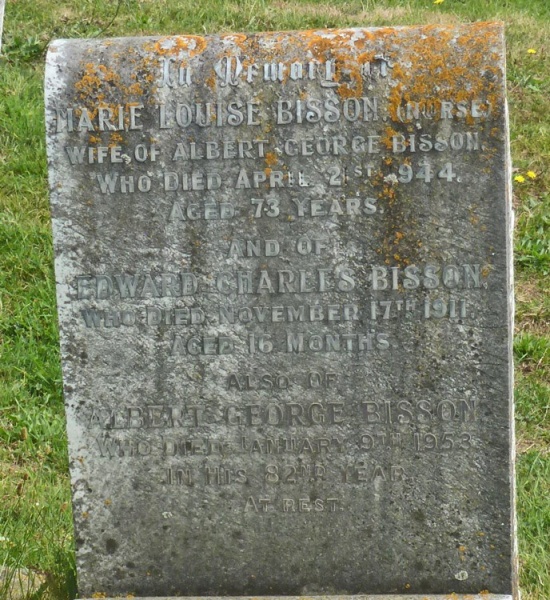 In Memory of
MARIE LOUISE BISSON (NURSE)
WIFE OF ALBERT GEORGE BISSON.
WHO DIED APRIL 21ST 1944.
AGED 73 YEARS.
AND OF
EDWARD CHARLES BISSON.
WHO DIED NOVEMBER 17TH 1911.
AGED 16 MONTHS.
ALSO OF
ALBERT GEORGE BISSON
WHO DIED JANUARY 9TH 1953
IN HIS 82ND YEAR
AT REST